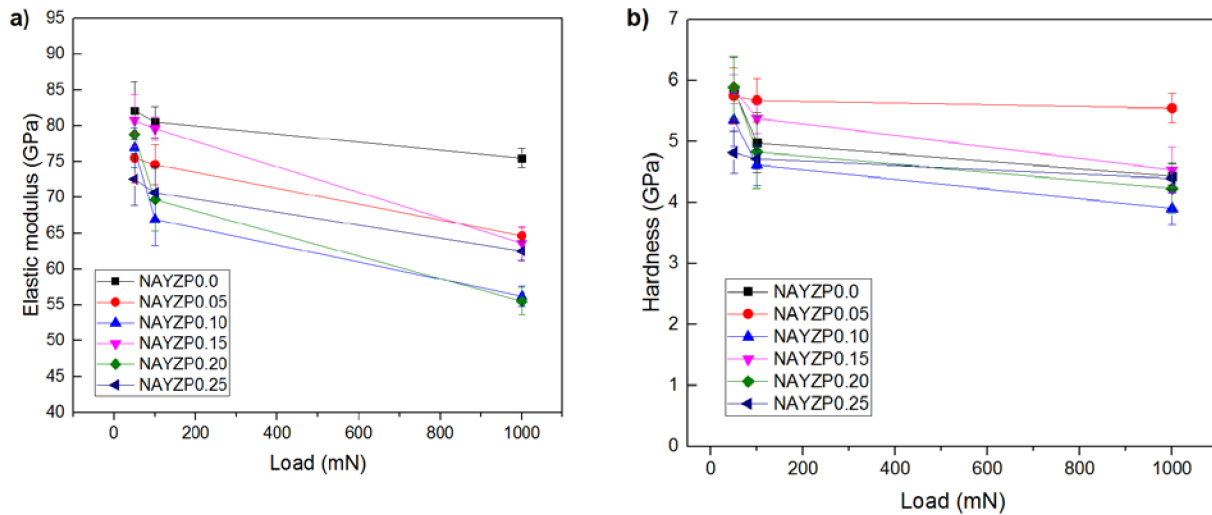 a)
95
90
85
80
75
70
65
60
55
50
45
40
Elastic modulus (GPa)
NAYZP0.0
NAYZP0.05
NAYZP0.10
NAYZP0.15
NAYZP0.20
NAYZP0.25
0 200 400 600 800 1000
Load (mN)
b)
7
6
5
4
3
2
1
0
Hardness (GPa)
NAYZP0.0
NAYZP0.05
NAYZP0.10
NAYZP0.15
NAYZP0.20
NAYZP0.25
0 200 400 600 800 1000
Load (mN)